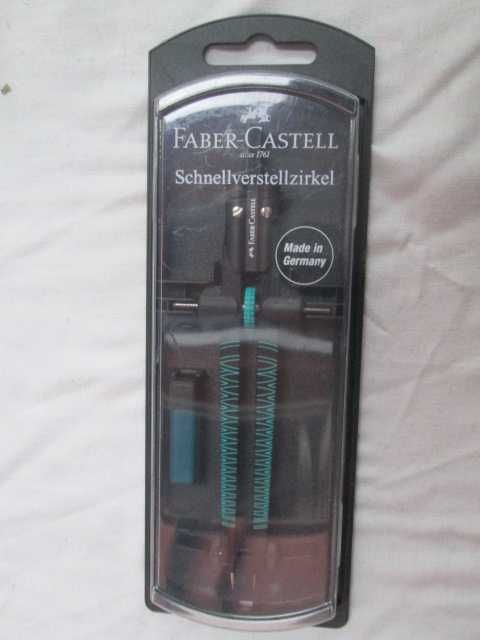 FABER-CASTELL
since 1761
Schnellverstellzirkel
FABER-CASTELL
Made in
Germany